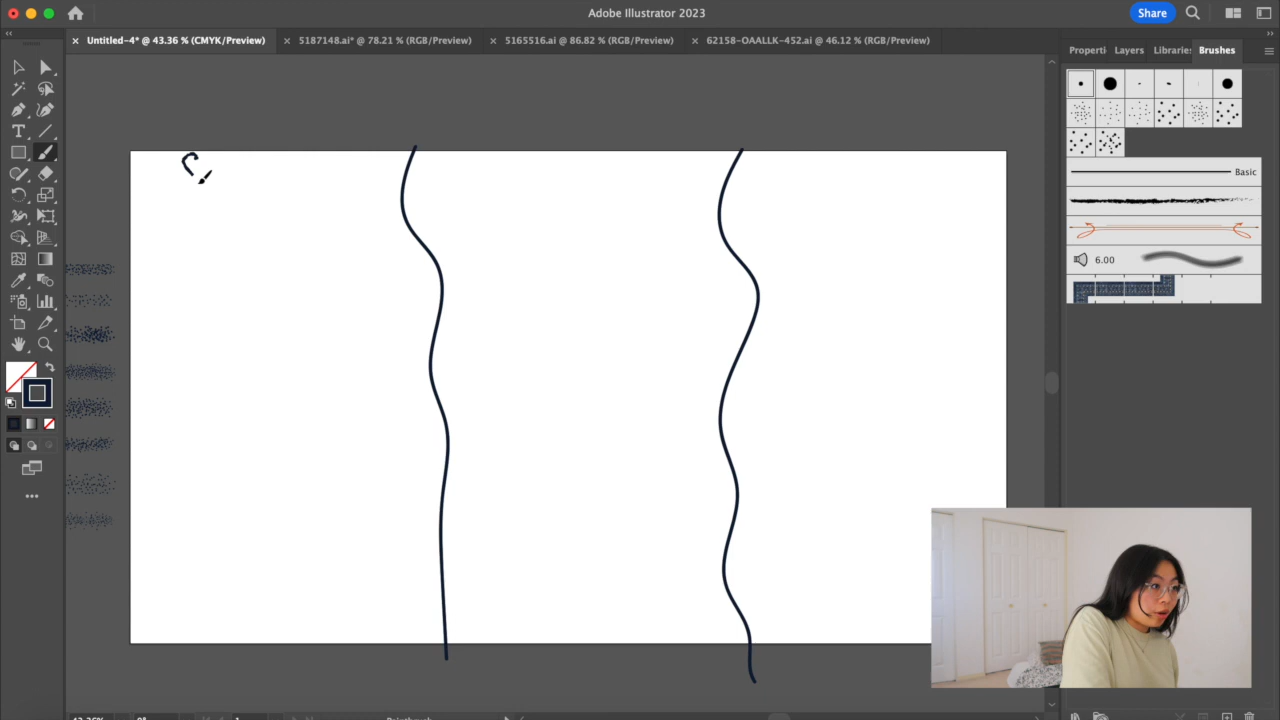 Adobe Illustrator 2023
Share
Untitled-4* @ 43.36 % (CMYK/Preview)
5187148.ai* @ 78.21 % (RGB/Preview)
5165516.ai @ 86.82 % (RGB/Preview)
62158-OAALLK-452.ai @ 46.12 % (RGB/Preview)
Properti
Layers
Librarie
Brushes
Basic
6.00